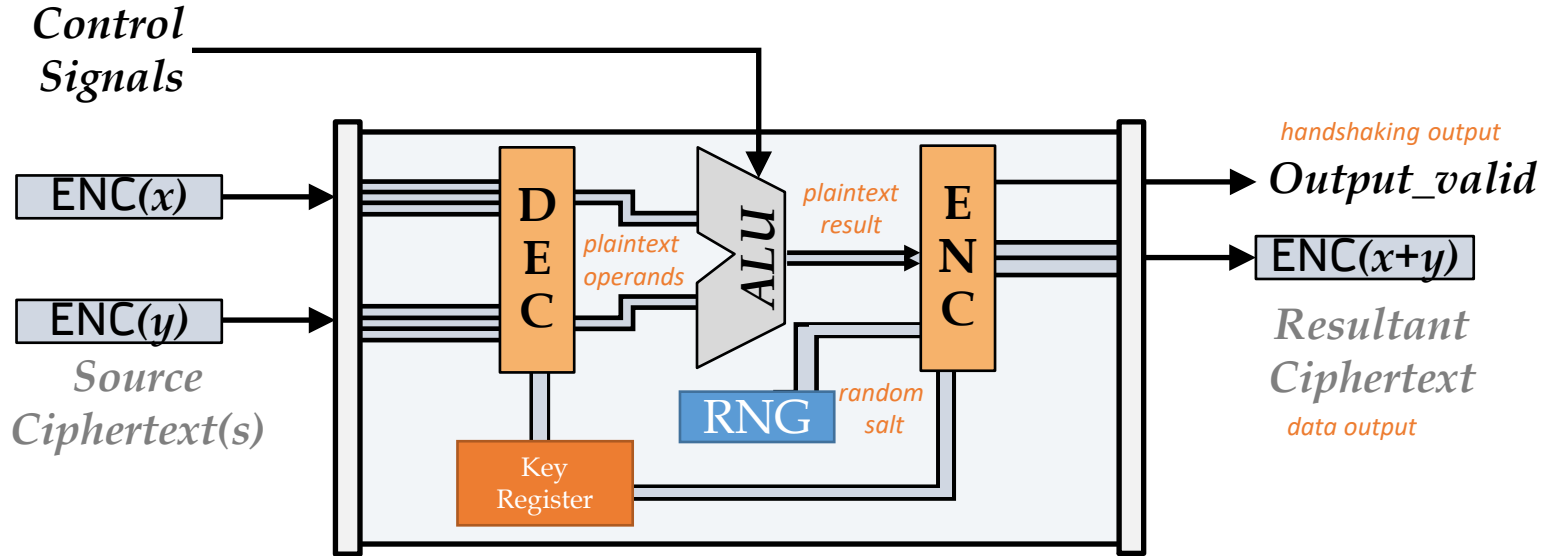 Control
Signals
handshaking output
Output_valid
ENC(x)
D
E
C
plaintext
operands
ALU
plaintext
result
E
N
C
ENC(x+y)
ENC(y)
Source
Ciphertext(s)
Resultant
Ciphertext
data output
RNG
random
salt
Key
Register